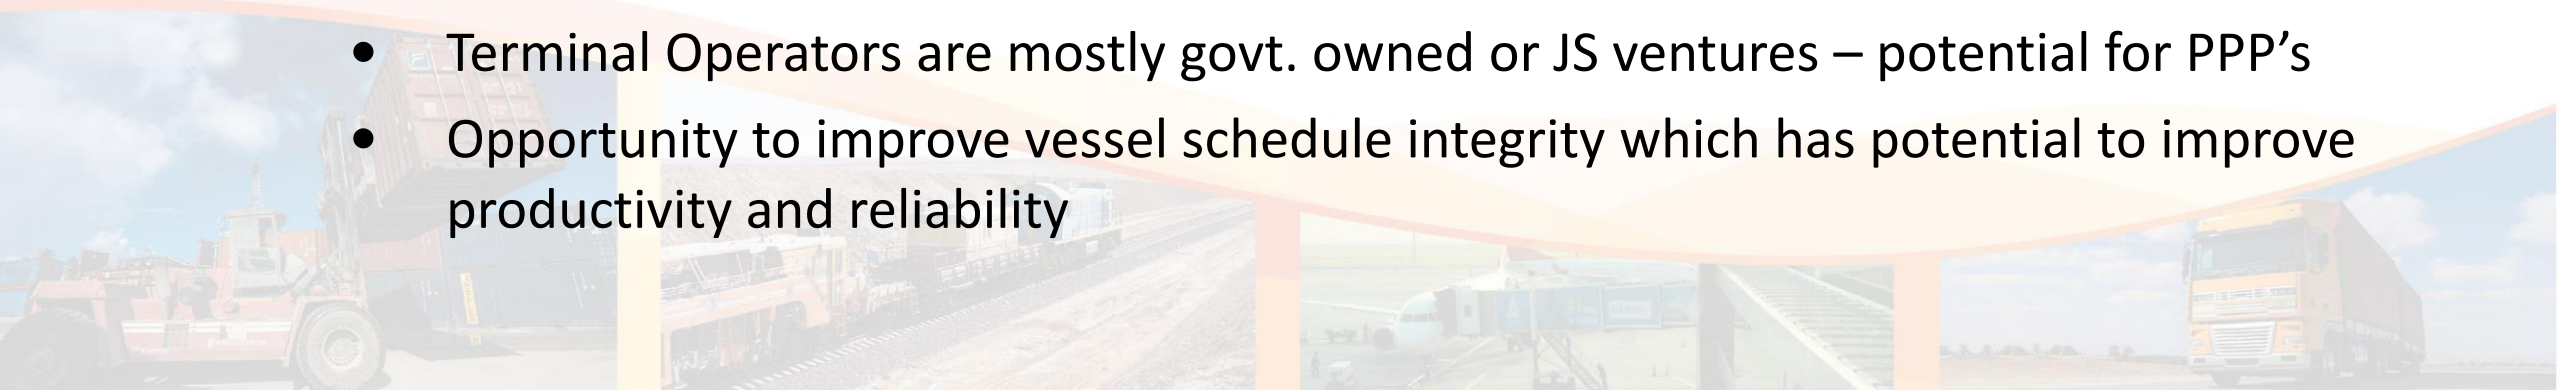 • Terminal Operators are mostly govt. owned or JS ventures – potential for PPP’s
• Opportunity to improve vessel schedule integrity which has potential to improve
productivity and reliability